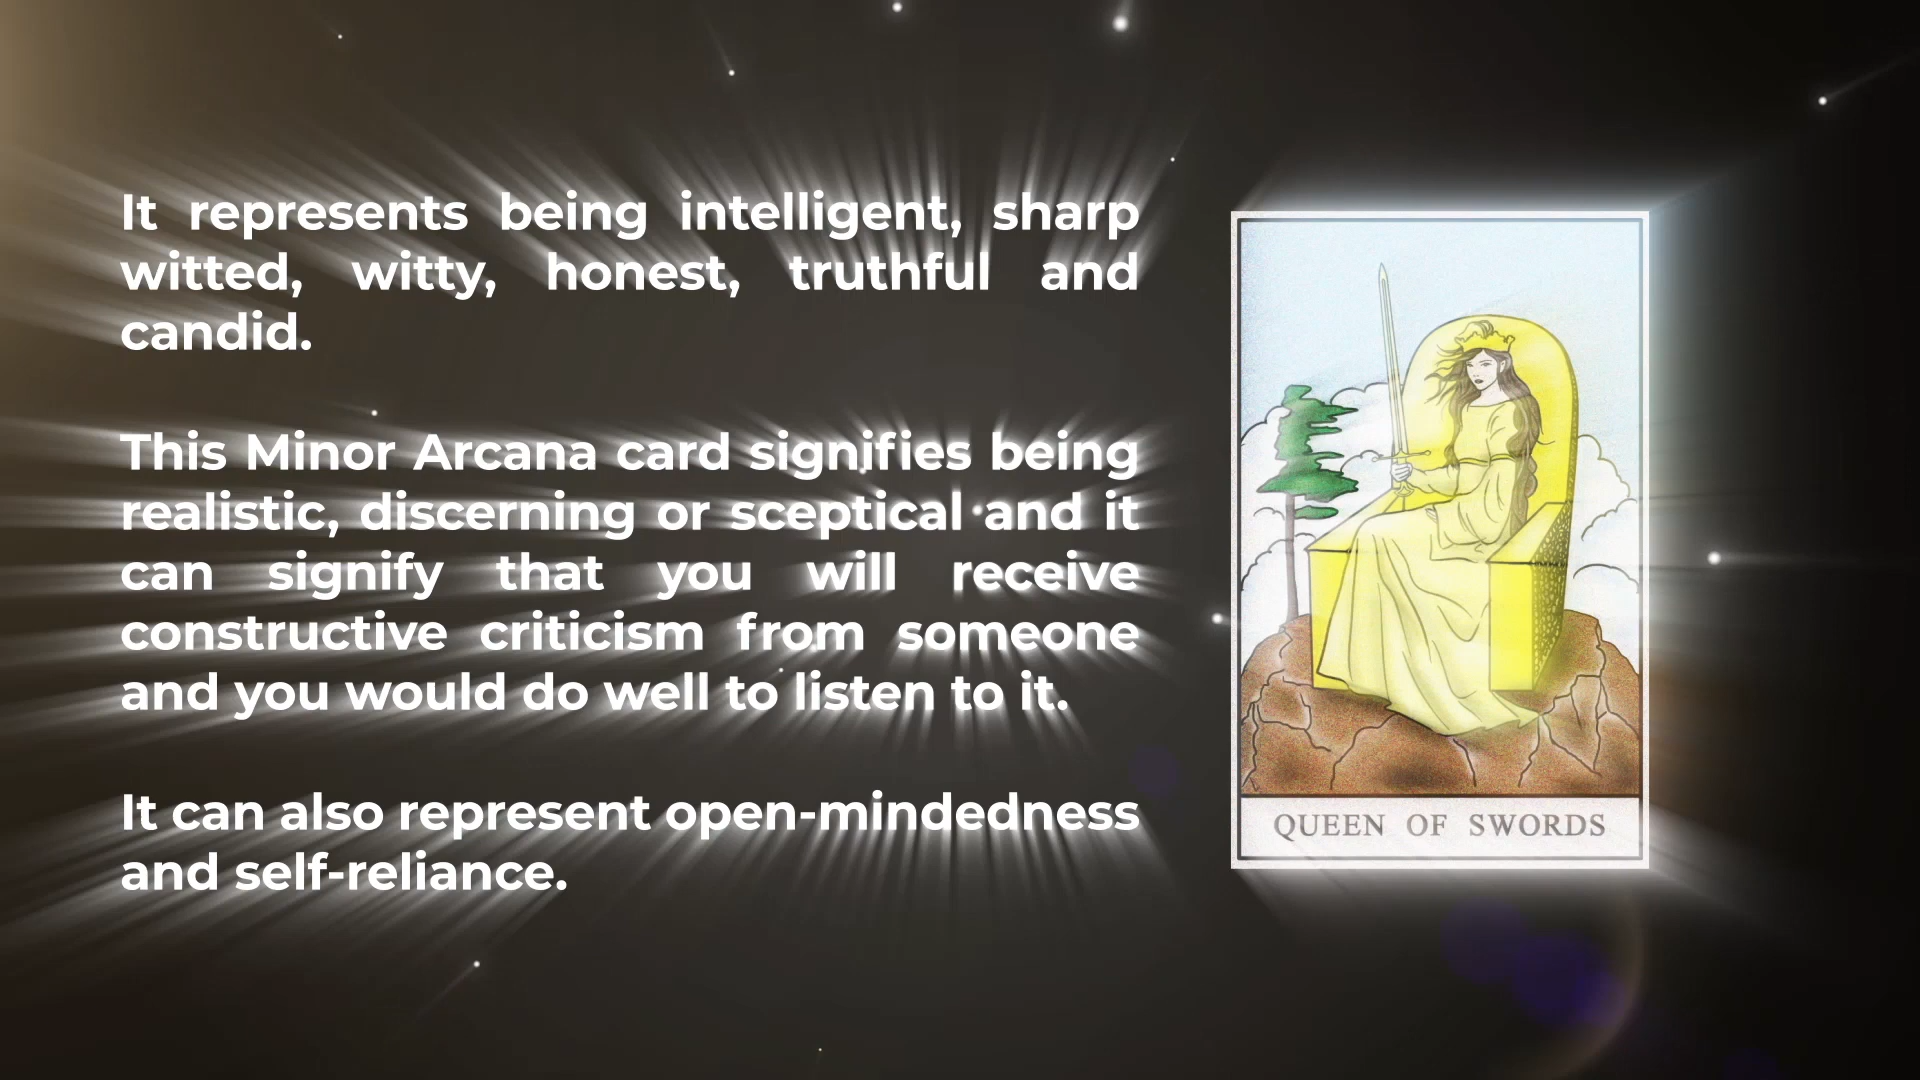 It represents being intelligent, sharp
witted, witty, honest, truthful and
candid.
This Minor Arcana card signifies being
realistic, discerning or sceptical and it
can signify that you will receive
constructive criticism from someone
and you would do well to listen to it.
It can also represent open-mindedness
and self-reliance.
QUEEN OF SWORDS